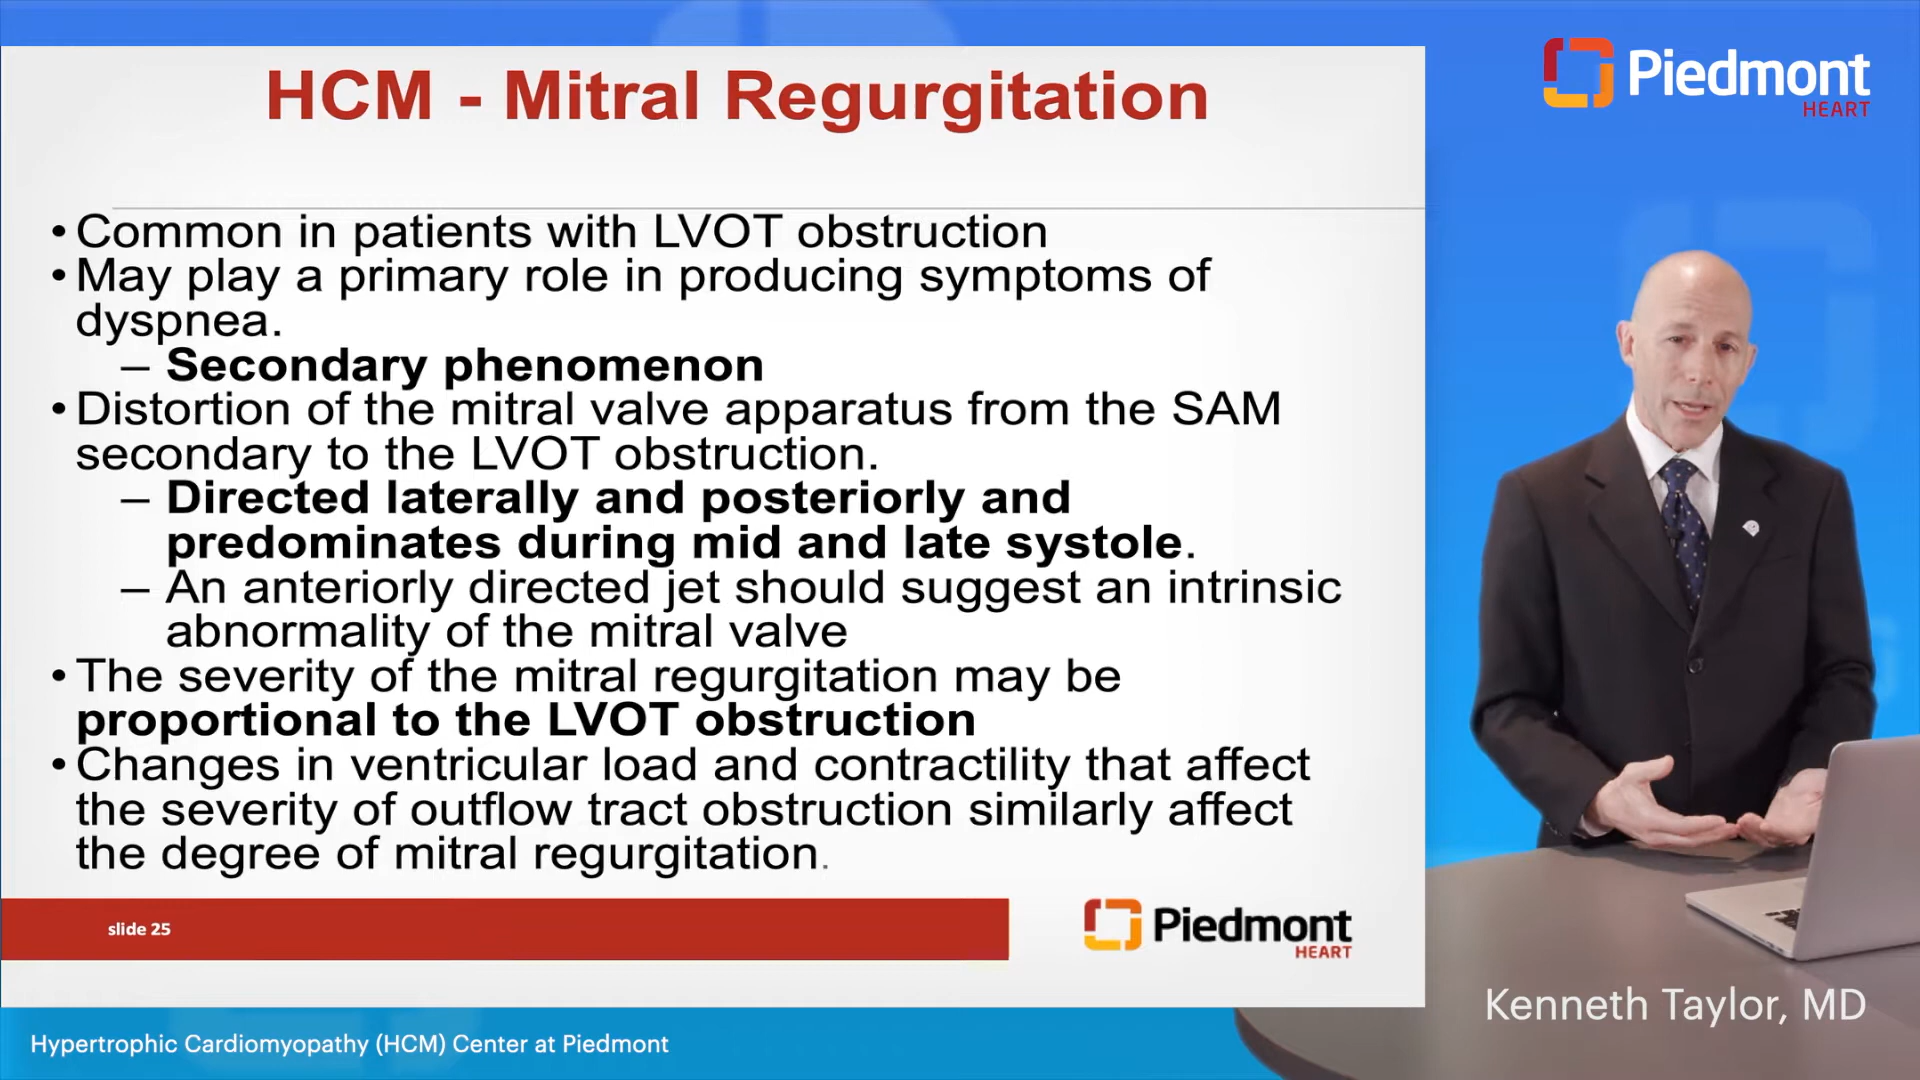 HCM - Mitral Regurgitation
• Common in patients with LVOT obstruction
• May play a primary role in producing symptoms of
dyspnea.
– Secondary phenomenon
• Distortion of the mitral valve apparatus from the SAM
secondary to the LVOT obstruction.
– Directed laterally and posteriorly and
predominates during mid and late systole.
– An anteriorly directed jet should suggest an intrinsic
abnormality of the mitral valve
• The severity of the mitral regurgitation may be
proportional to the LVOT obstruction
• Changes in ventricular load and contractility that affect
the severity of outflow tract obstruction similarly affect
the degree of mitral regurgitation.
slide 25
Piedmont
HEART
Piedmont
HEART
Kenneth Taylor, MD
Hypertrophic Cardiomyopathy (HCM) Center at Piedmont